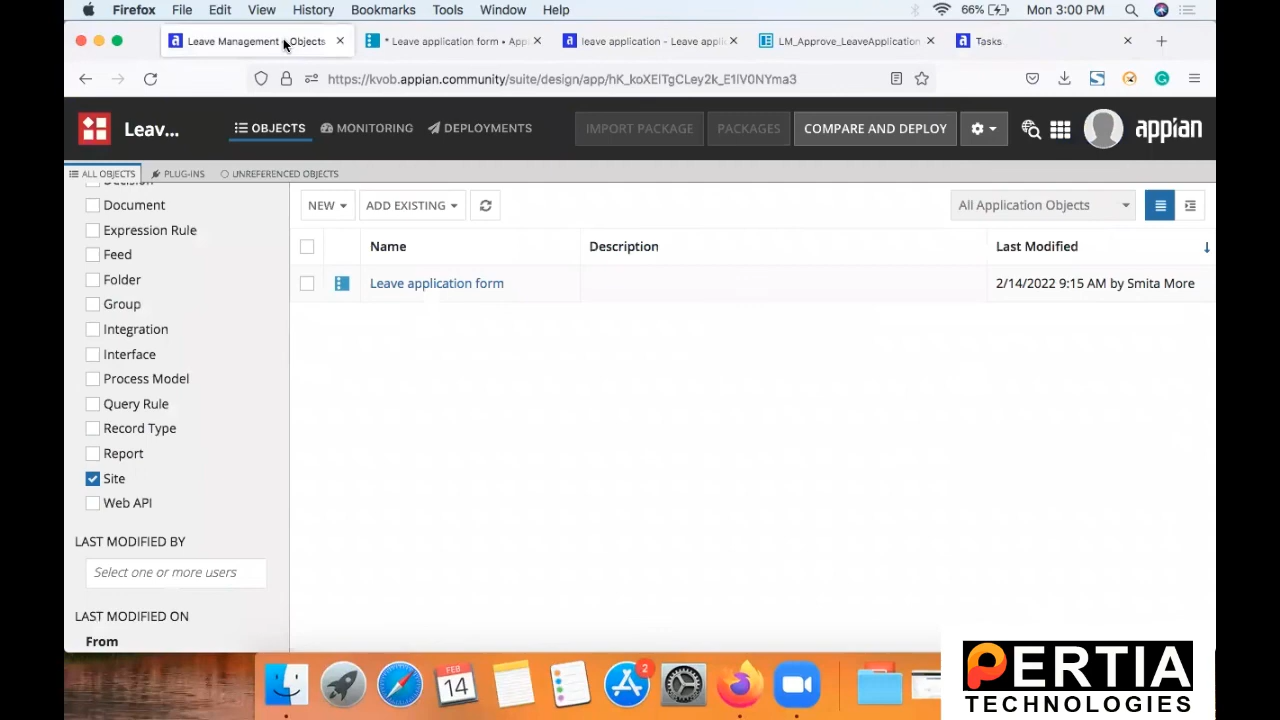 Firefox File Edit View History Bookmarks Tools Window Help 66% Mon 3:00 PM
Leave Management - Objects * Leave application form • App leave application - Leave appli LM_Approve_LeaveApplication Tasks
https://kvob.appian.community/suite/design/app/hK_koXEITgCLey2k_E1lV0NYma3
Leav... OBJECTS MONITORING DEPLOYMENTS IMPORT PACKAGE PACKAGES COMPARE AND DEPLOY appian
ALL OBJECTS PLUG-INS UNREFERENCED OBJECTS
Decision
Document
Expression Rule
Feed
Folder
Group
Integration
Interface
Process Model
Query Rule
Record Type
Report
Site
Web API
LAST MODIFIED BY
Select one or more users
LAST MODIFIED ON
From
NEW ADD EXISTING All Application Objects
Name Description Last Modified
Leave application form 2/14/2022 9:15 AM by Smita More
FEB
14
2
PERTIA
TECHNOLOGIES